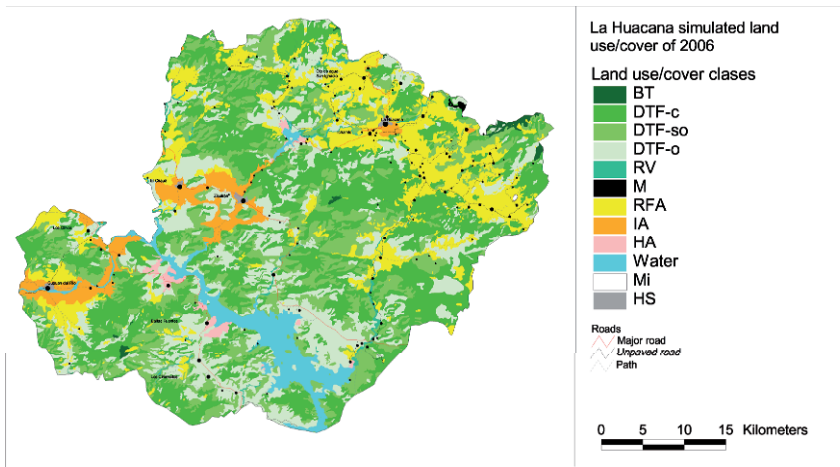 La Huacana simulated land
use/cover of 2006
Land use/cover clases
BT
DTF-c
DTF-so
DTF-o
RV
M
RFA
IA
HA
Water
Mi
HS
Roads
Major road
Unpaved road
Path
0 5 10 15 Kilometers